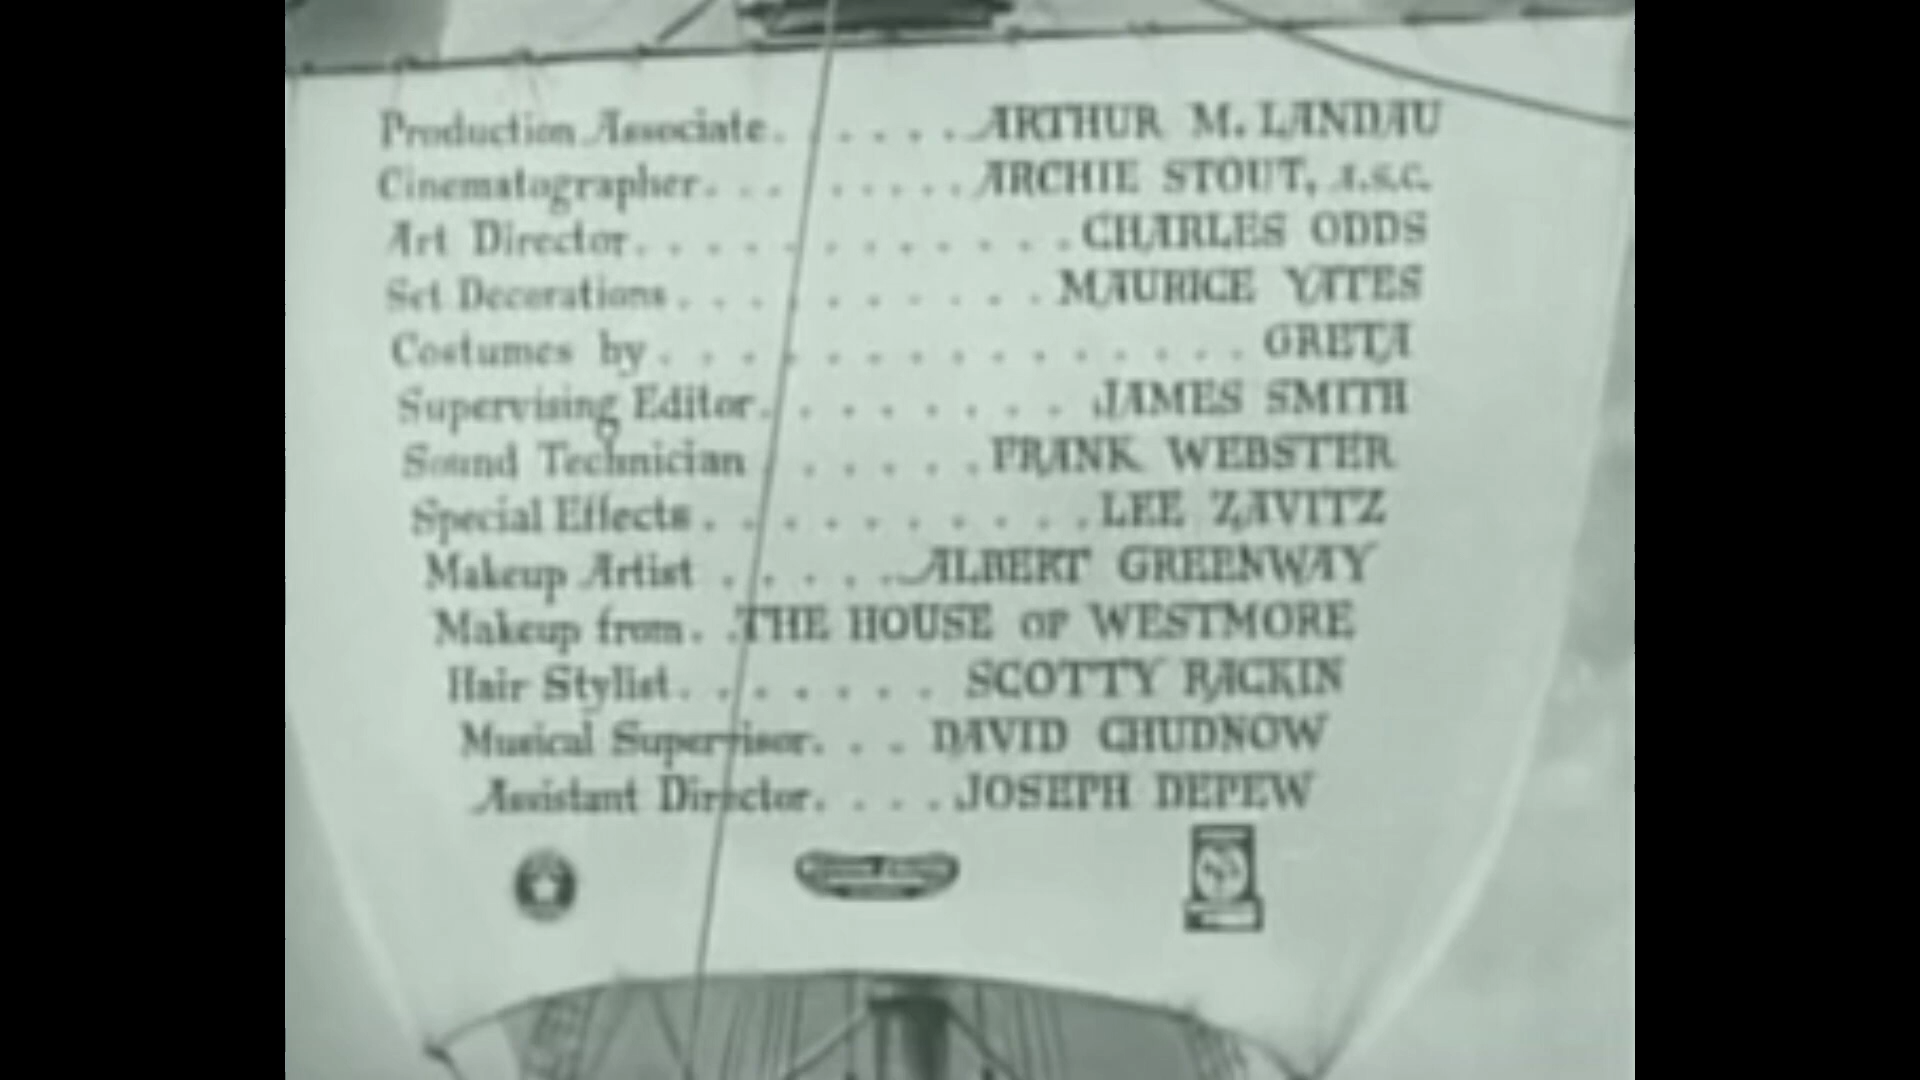 Production Associate. . . . . . ARTHUR M. LANDAU
Cinematographer. . . . . . . . . ARCHIE STOUT, A.S.C.
Art Director. . . . . . . . . . . . . CHARLES ODDS
Set Decorations . . . . . . . . . . . MAURICE YATES
Costumes by . . . . . . . . . . . . . . . . . GRETA
Supervising Editor. . . . . . . . . JAMES SMITH
Sound Technician . . . . . . FRANK WEBSTER
Special Effects . . . . . . . . . . . LEE ZAVITZ
Makeup Artist . . . . . . ALBERT GREENWAY
Makeup from. . THE HOUSE OF WESTMORE
Hair Stylist. . . . . . . . SCOTTY RACKIN
Musical Supervisor. . . . DAVID CHUDNOW
Assistant Director. . . . . JOSEPH DEPEW